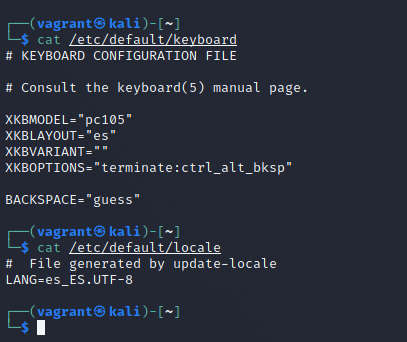 ┌──(vagrant㉿kali)-[~]
└─$ cat /etc/default/keyboard
# KEYBOARD CONFIGURATION FILE
# Consult the keyboard(5) manual page.
XKBMODEL="pc105"
XKBLAYOUT="es"
XKBVARIANT=""
XKBOPTIONS="terminate:ctrl_alt_bksp"
BACKSPACE="guess"
┌──(vagrant㉿kali)-[~]
└─$ cat /etc/default/locale
#  File generated by update-locale
LANG=es_ES.UTF-8
┌──(vagrant㉿kali)-[~]
└─$